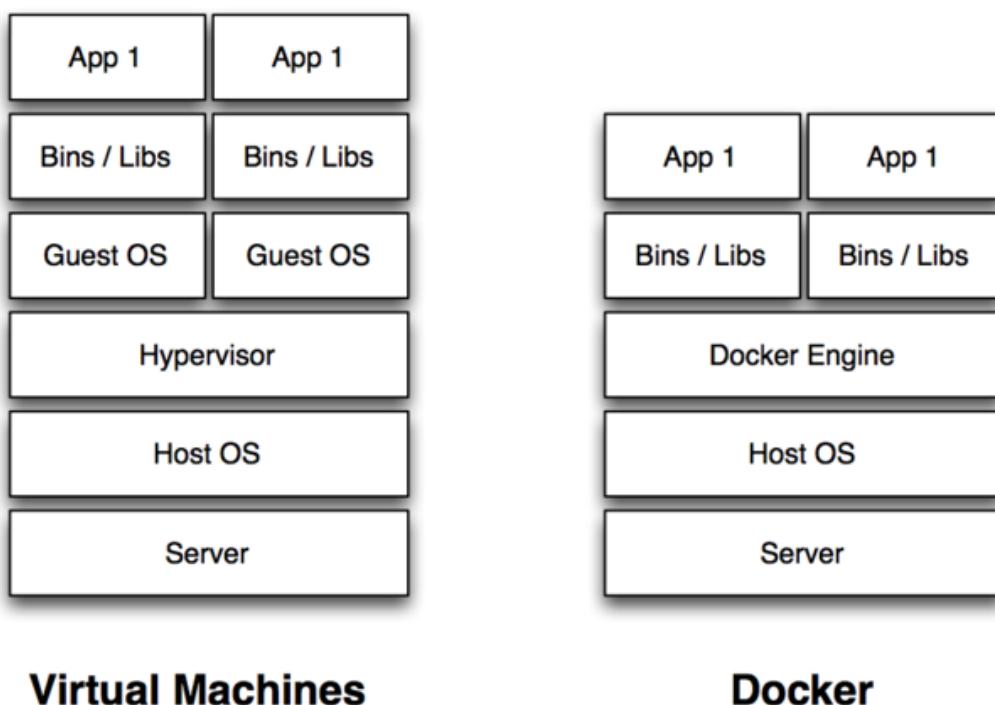 App 1
App 1
Bins / Libs
Bins / Libs
Guest OS
Guest OS
Hypervisor
Host OS
Server
Virtual Machines
App 1
App 1
Bins / Libs
Bins / Libs
Docker Engine
Host OS
Server
Docker